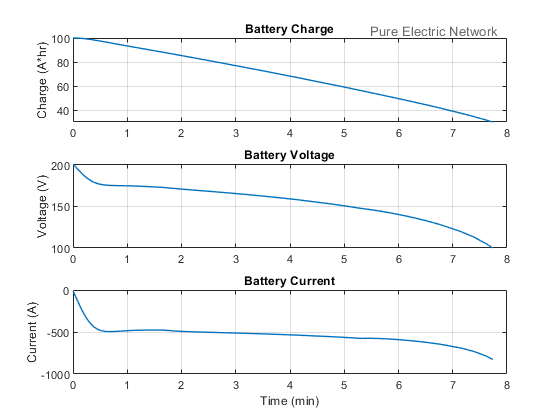 Battery Charge
Pure Electric Network
Charge (A*hr)
100
80
60
40
0 1 2 3 4 5 6 7 8
Battery Voltage
Voltage (V)
200
150
100
0 1 2 3 4 5 6 7 8
Battery Current
Current (A)
0
-500
-1000
0 1 2 3 4 5 6 7 8
Time (min)